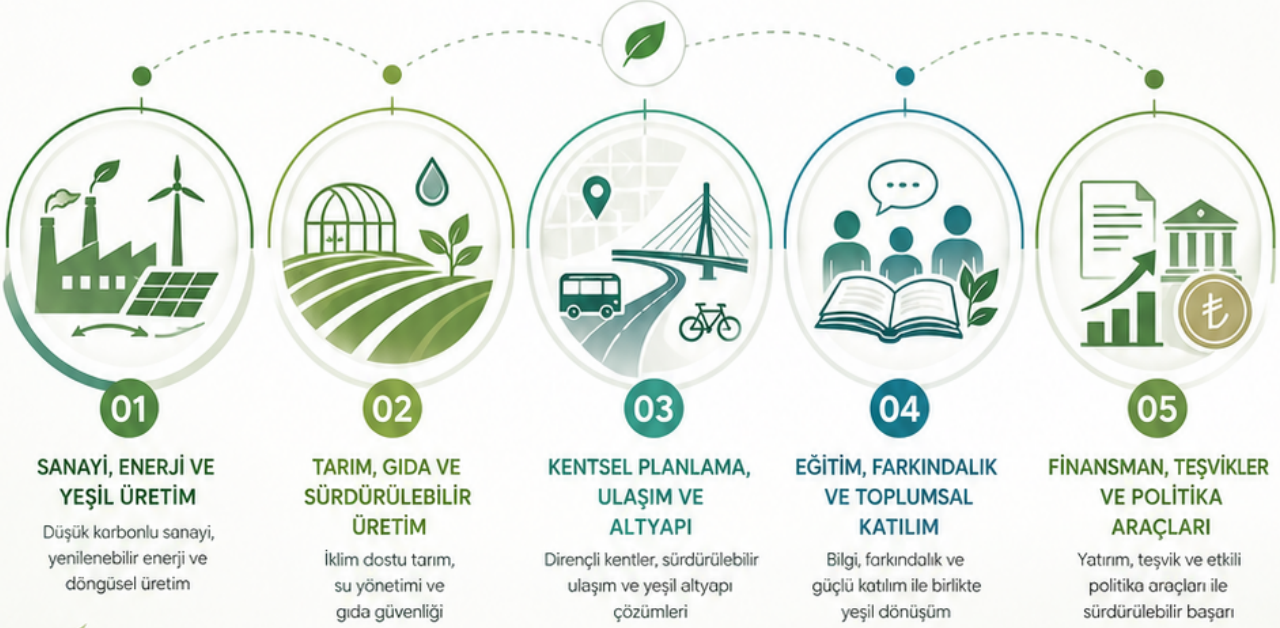 01
SANAYİ, ENERJİ VE
YEŞİL ÜRETİM
Düşük karbonlu sanayi,
yenilenebilir enerji ve
döngüsel üretim
02
TARIM, GIDA VE
SÜRDÜRÜLEBİLİR
ÜRETİM
İklim dostu tarım,
su yönetimi ve
gıda güvenliği
03
KENTSEL PLANLAMA,
ULAŞIM VE
ALTYAPI
Dirençli kentler, sürdürülebilir
ulaşım ve yeşil altyapı
çözümleri
04
EĞİTİM, FARKINDALIK
VE TOPLUMSAL
KATILIM
Bilgi, farkındalık ve
güçlü katılım ile birlikte
yeşil dönüşüm
₺
05
FİNANSMAN, TEŞVİKLER
VE POLİTİKA
ARAÇLARI
Yatırım, teşvik ve etkili
politika araçları ile
sürdürülebilir başarı